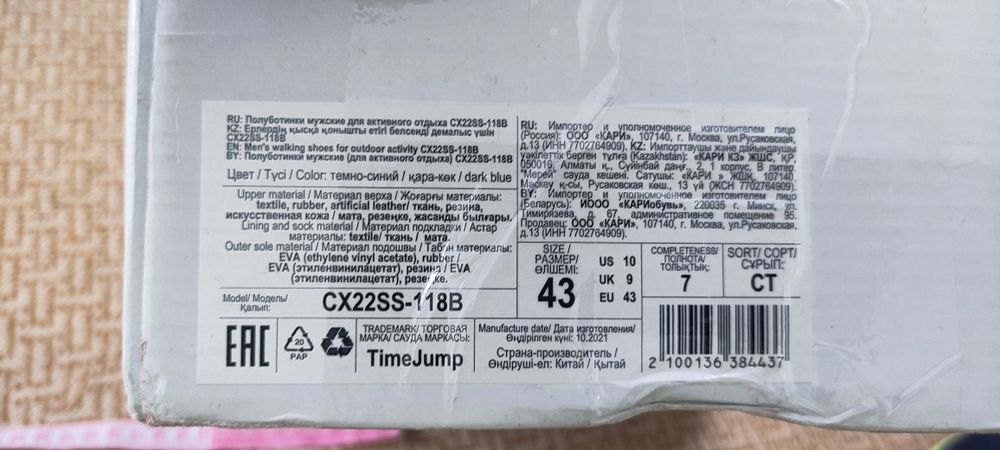 RU: Полуботинки мужские для активного отдыха CX22SS-118B
KZ: Ерлердің қысқа қонышты етігі белсенді демалыс үшін
CX22SS-118B
EN: Men's walking shoes for outdoor activity CX22SS-118B
BY: Полуботинки мужские (для активного отдыха) CX22SS-118B
Цвет / Түсі / Color: темно-синий / қара-көк / dark blue
Upper material / Материал верха / Жоғарғы материалы:
textile, rubber, artificial leather/ ткань, резина,
искусственная кожа / мата, резеңке, жасанды былғары.
Lining and sock material / Материал подкладки / Астар
материалы: textile/ ткань / мата.
Outer sole material / Материал подошвы / Табан материалы:
EVA (ethylene vinyl acetate), rubber /
EVA (этиленвинилацетат), резина / EVA
(этиленвинилацетат), резеңке.
Model/ Модель/
Қалып:
CX22SS-118B
EAC
20
PAP
TRADEMARK/ ТОРГОВАЯ
МАРКА/ САУДА МАРКАСЫ:
TimeJump
Manufacture date/ Дата изготовления/
Өндірілген күні: 10.2021
Страна-производитель /
Өндіруші-ел: Китай / Қытай
RU: Импортер и уполномоченное изготовителем лицо
(Россия): ООО «КАРИ», 107140, г. Москва, ул.Русаковская,
д.13 (ИНН 7702764909). KZ: Импорттаушы және дайындаушы
уәкілеттік берген тұлға (Kazakhstan): «КАРИ КЗ» ЖШС, ҚР,
050019, Алматы қ., Суйінбай даң., 2, 1 корпус, В литер,
"Мерей" сауда кешені. Сатушы: «КАРИ » ЖШК, 107140,
Мәскеу қ-сы, Русаковская көш., 13 үй (ЖСН 7702764909).
BY: Импортер и уполномоченное изготовителем лицо
(Беларусь): ИООО «КАРИобувь», 220035 г. Минск, ул.
Тимирязева, д. 67, административное помещение 95.
Продавец: ООО «КАРИ», 107140, г. Москва, ул.Русаковская,
д.13 (ИНН 7702764909).
SIZE /
РАЗМЕР/
ӨЛШЕМІ:
43
US 10
UK 9
EU 43
COMPLETENESS/
ПОЛНОТА/
ТОЛЫҚТЫҚ:
7
SORT/ СОРТ/
СҰРЫП:
СТ
2 100136 384437